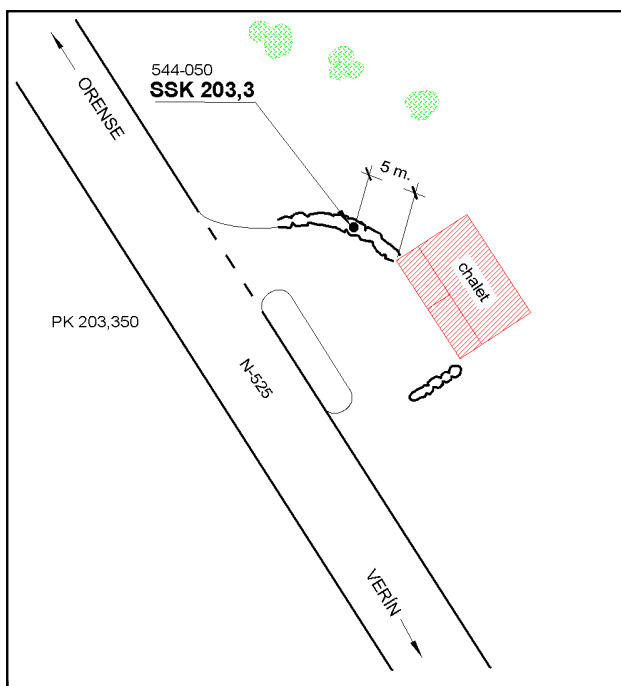 ORENSE
544-050
SSK 203,3
5 m.
chalet
PK 203,350
N-525
VERÍN